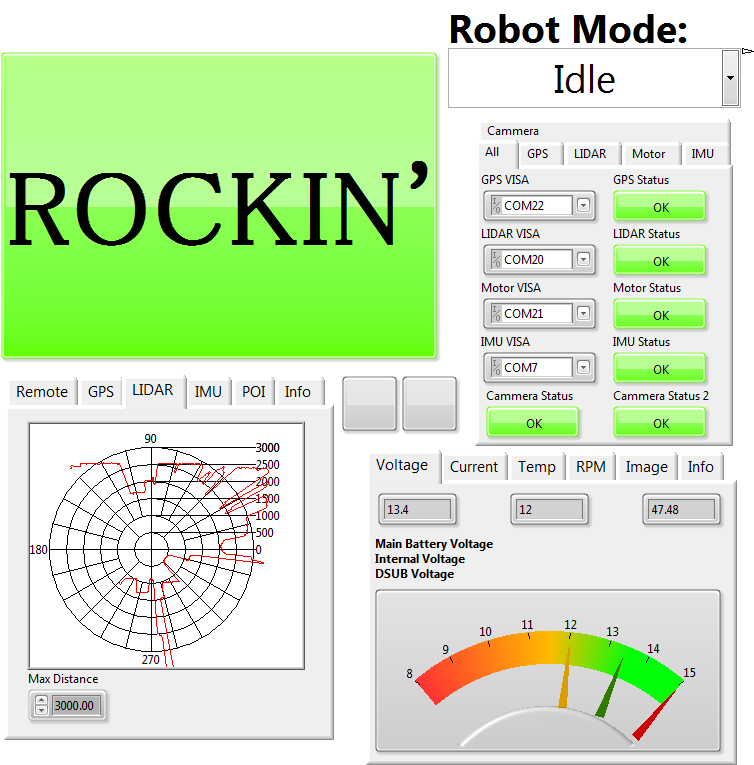 Robot Mode:
Idle
ROCKIN’
Cammera
All GPS LIDAR Motor IMU
GPS VISA GPS Status
I/O COM22 OK
LIDAR VISA LIDAR Status
I/O COM20 OK
Motor VISA Motor Status
I/O COM21 OK
IMU VISA IMU Status
I/O COM7 OK
Cammera Status Cammera Status 2
OK OK
Remote GPS LIDAR IMU POI Info
90
3000
2500
2000
1500
1000
500
180 0
270
Max Distance
3000.00
Voltage Current Temp RPM Image Info
13.4 12 47.48
Main Battery Voltage
Internal Voltage
DSUB Voltage
8 9 10 11 12 13 14 15